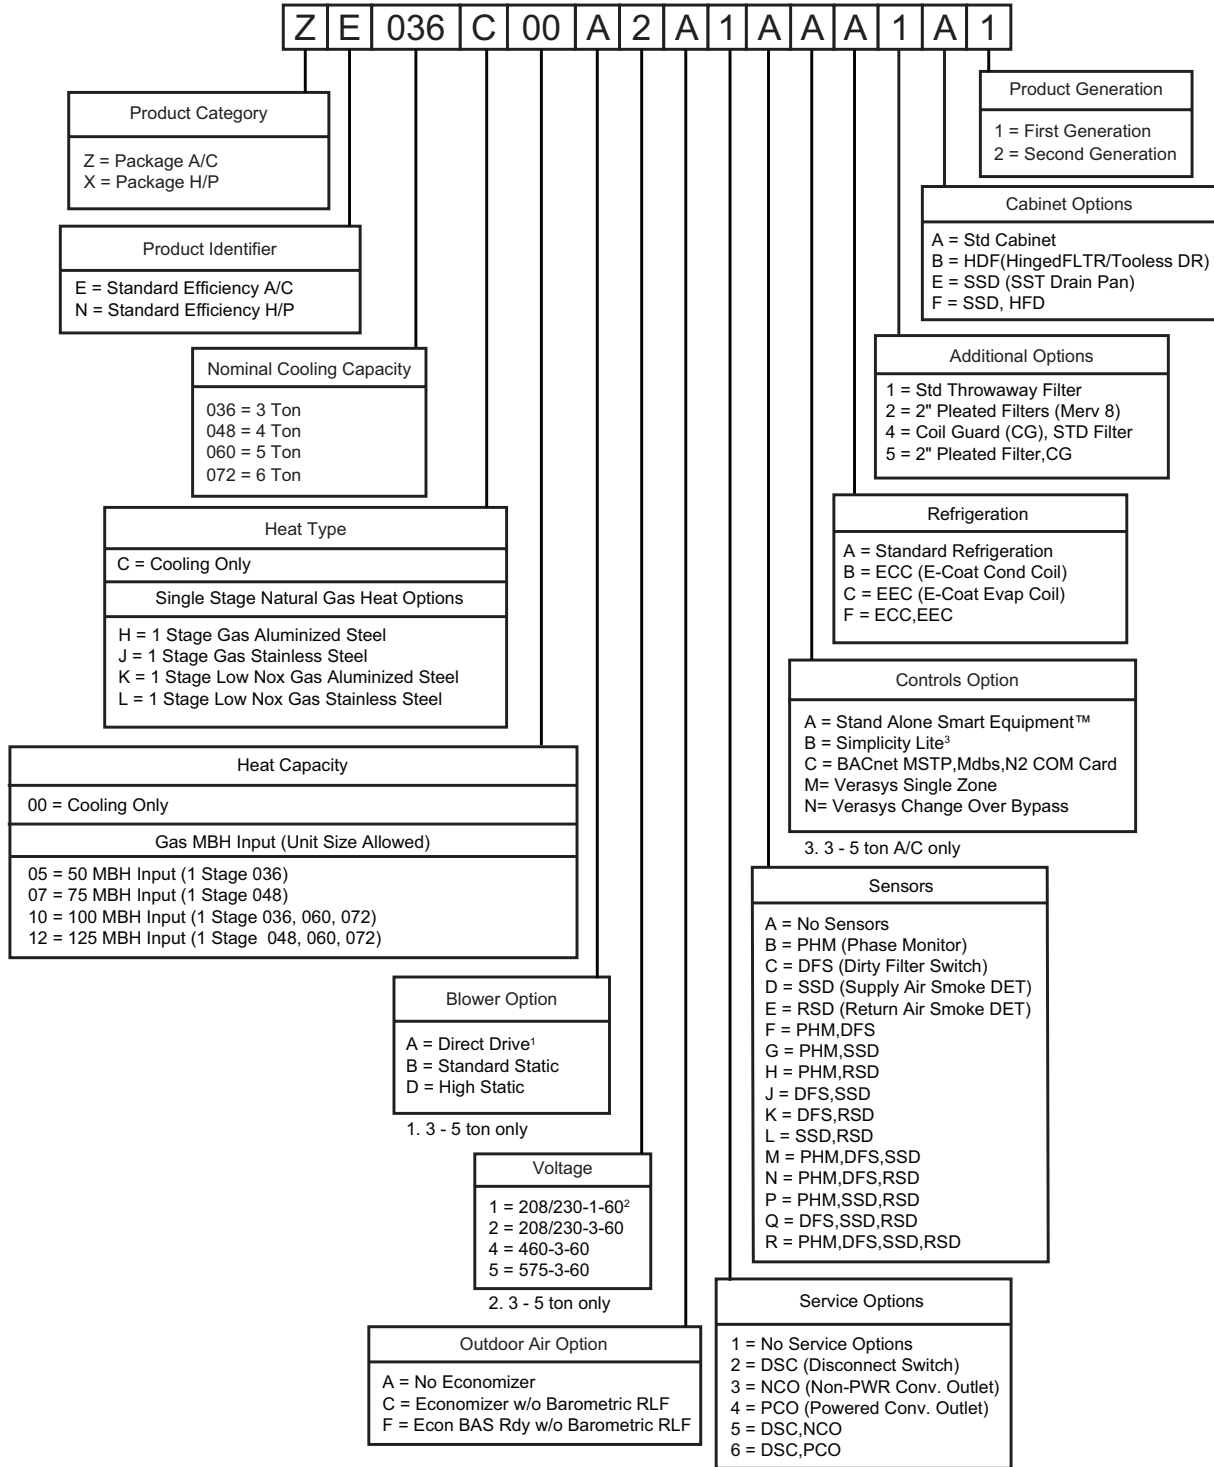 Z E 036 C 00 A 2 A 1 A A A 1 A 1
Product Category
Z = Package A/C
X = Package H/P
Product Identifier
E = Standard Efficiency A/C
N = Standard Efficiency H/P
Nominal Cooling Capacity
036 = 3 Ton
048 = 4 Ton
060 = 5 Ton
072 = 6 Ton
Heat Type
C = Cooling Only
Single Stage Natural Gas Heat Options
H = 1 Stage Gas Aluminized Steel
J = 1 Stage Gas Stainless Steel
K = 1 Stage Low Nox Gas Aluminized Steel
L = 1 Stage Low Nox Gas Stainless Steel
Heat Capacity
00 = Cooling Only
Gas MBH Input (Unit Size Allowed)
05 = 50 MBH Input (1 Stage 036)
07 = 75 MBH Input (1 Stage 048)
10 = 100 MBH Input (1 Stage 036, 060, 072)
12 = 125 MBH Input (1 Stage 048, 060, 072)
Blower Option
A = Direct Drive¹
B = Standard Static
D = High Static
1. 3 - 5 ton only
Voltage
1 = 208/230-1-60²
2 = 208/230-3-60
4 = 460-3-60
5 = 575-3-60
2. 3 - 5 ton only
Outdoor Air Option
A = No Economizer
C = Economizer w/o Barometric RLF
F = Econ BAS Rdy w/o Barometric RLF
Product Generation
1 = First Generation
2 = Second Generation
Cabinet Options
A = Std Cabinet
B = HDF(HingedFLTR/Tooless DR)
E = SSD (SST Drain Pan)
F = SSD, HFD
Additional Options
1 = Std Throwaway Filter
2 = 2" Pleated Filters (Merv 8)
4 = Coil Guard (CG), STD Filter
5 = 2" Pleated Filter,CG
Refrigeration
A = Standard Refrigeration
B = ECC (E-Coat Cond Coil)
C = EEC (E-Coat Evap Coil)
F = ECC,EEC
Controls Option
A = Stand Alone Smart Equipment™
B = Simplicity Lite³
C = BACnet MSTP,Mdbs,N2 COM Card
M= Verasys Single Zone
N= Verasys Change Over Bypass
3. 3 - 5 ton A/C only
Sensors
A = No Sensors
B = PHM (Phase Monitor)
C = DFS (Dirty Filter Switch)
D = SSD (Supply Air Smoke DET)
E = RSD (Return Air Smoke DET)
F = PHM,DFS
G = PHM,SSD
H = PHM,RSD
J = DFS,SSD
K = DFS,RSD
L = SSD,RSD
M = PHM,DFS,SSD
N = PHM,DFS,RSD
P = PHM,SSD,RSD
Q = DFS,SSD,RSD
R = PHM,DFS,SSD,RSD
Service Options
1 = No Service Options
2 = DSC (Disconnect Switch)
3 = NCO (Non-PWR Conv. Outlet)
4 = PCO (Powered Conv. Outlet)
5 = DSC,NCO
6 = DSC,PCO